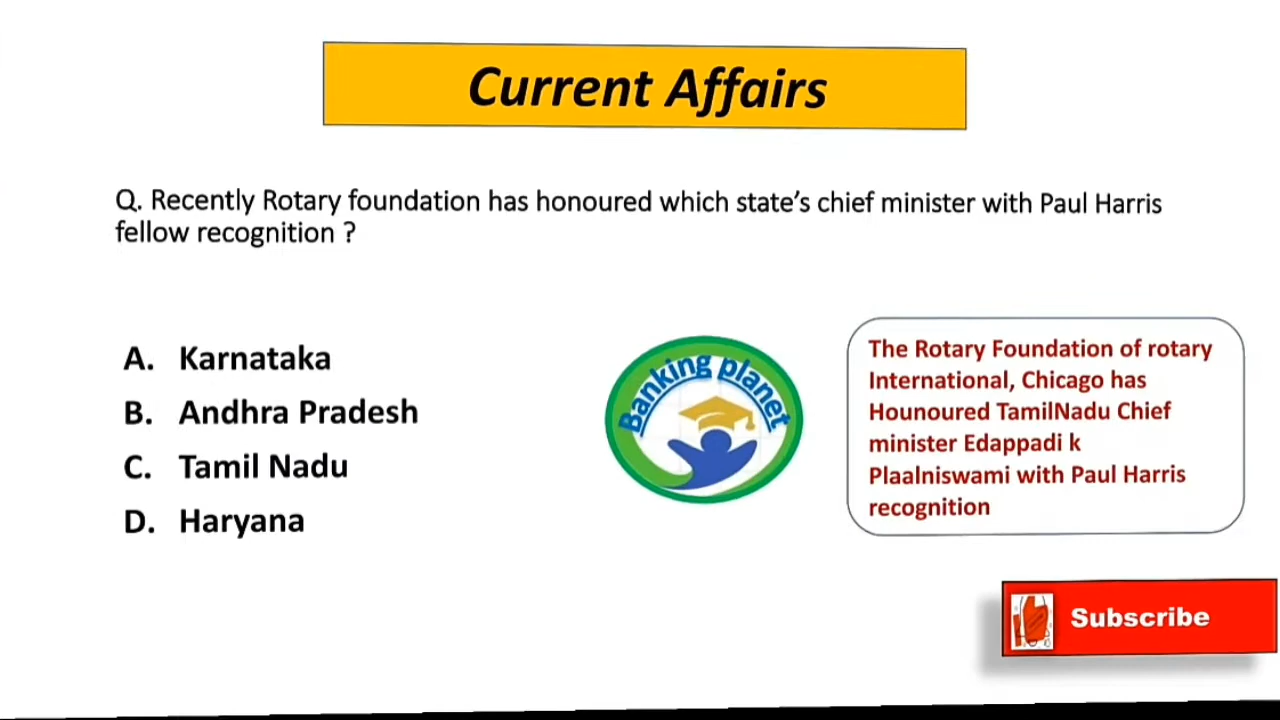 Current Affairs
Q. Recently Rotary foundation has honoured which state’s chief minister with Paul Harris
fellow recognition ?
A. Karnataka
B. Andhra Pradesh
C. Tamil Nadu
D. Haryana
Banking planet
The Rotary Foundation of rotary
International, Chicago has
Hounoured TamilNadu Chief
minister Edappadi k
Plaalniswami with Paul Harris
recognition
Subscribe